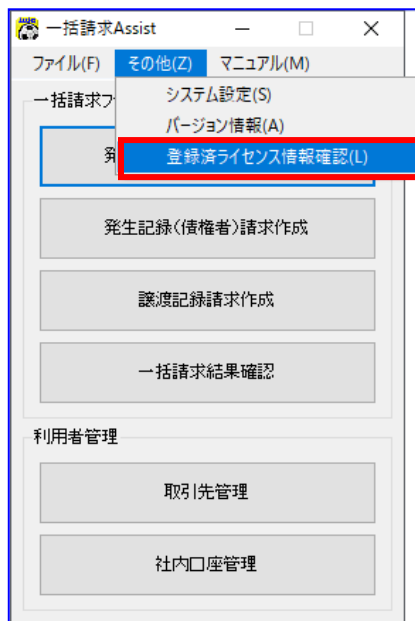 一括請求Assist
ファイル(F) その他(Z) マニュアル(M)
システム設定(S)
バージョン情報(A)
登録済ライセンス情報確認(L)
一括請求フ
発
発生記録(債権者)請求作成
譲渡記録請求作成
一括請求結果確認
利用者管理
取引先管理
社内口座管理